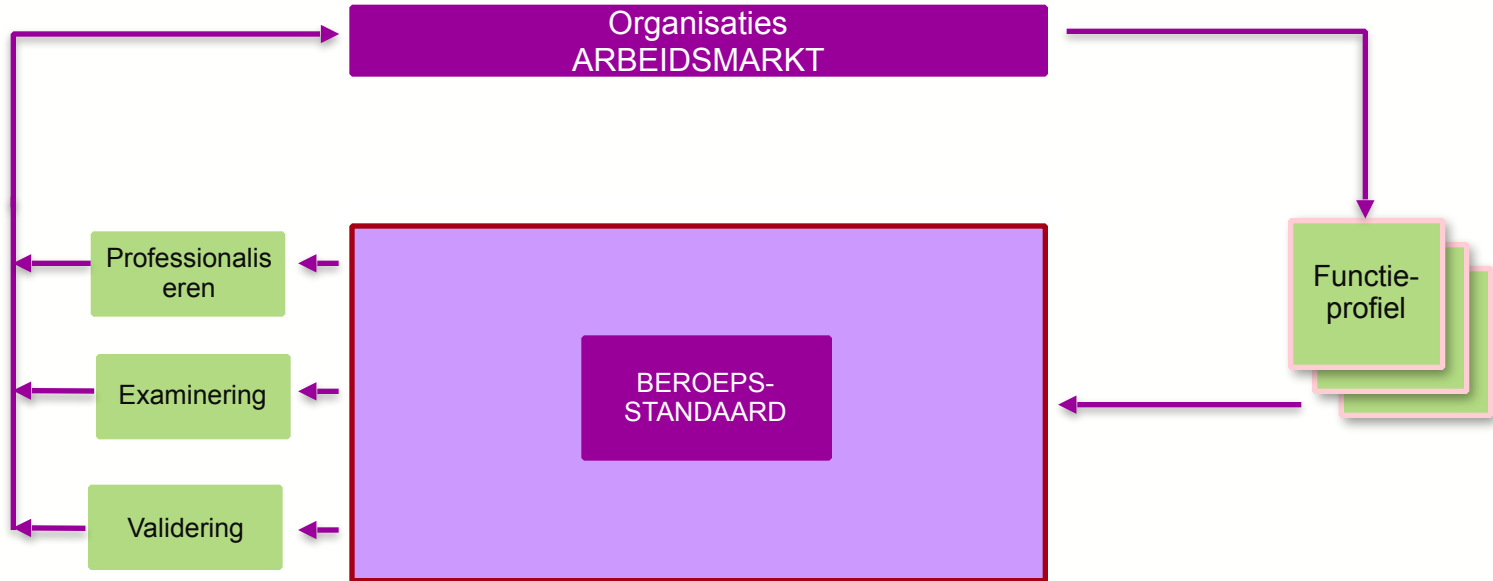 Organisaties
ARBEIDSMARKT
Professionalis
eren
Functie-
profiel
Examinering
BEROEPS-
STANDAARD
Validering